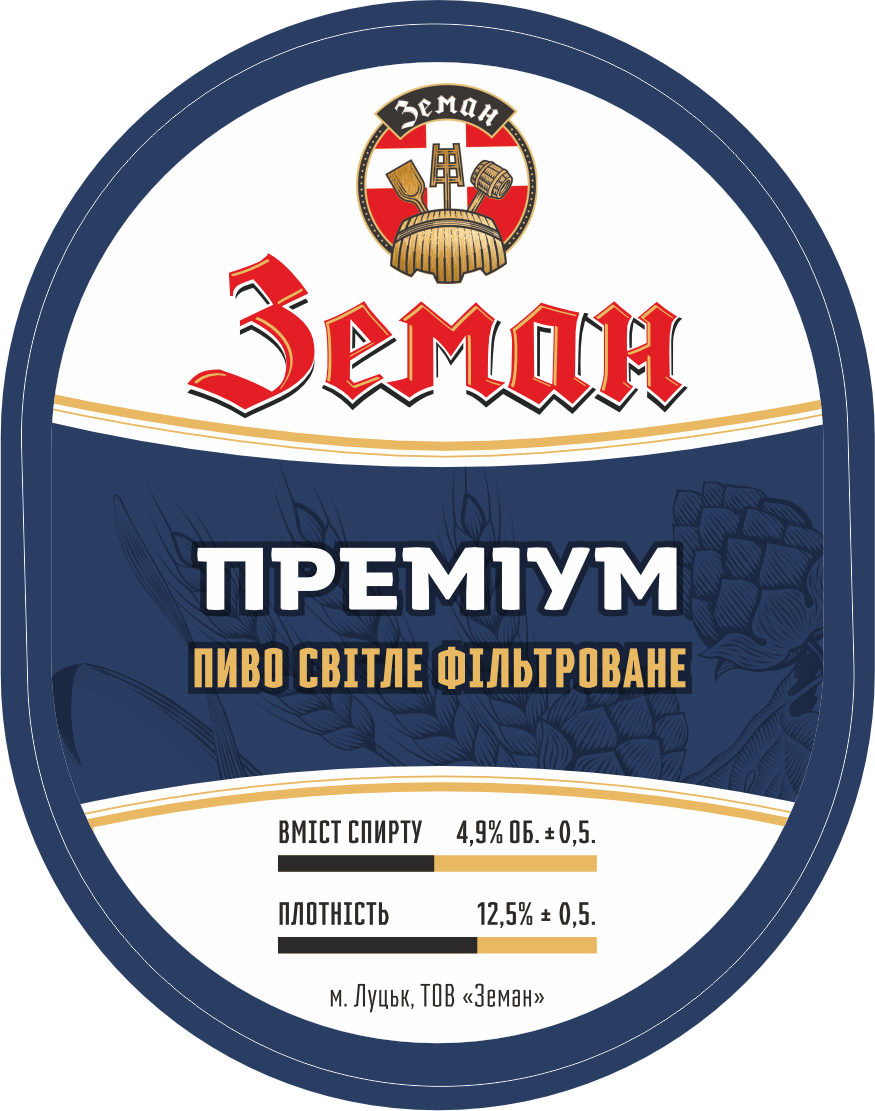 Земан
Земан
ПРЕМІУМ
ПИВО СВІТЛЕ ФІЛЬТРОВАНЕ
ВМІСТ СПИРТУ 4,9% ОБ. ± 0,5.
ПЛОТНІСТЬ 12,5% ± 0,5.
м. Луцьк, ТОВ «Земан»